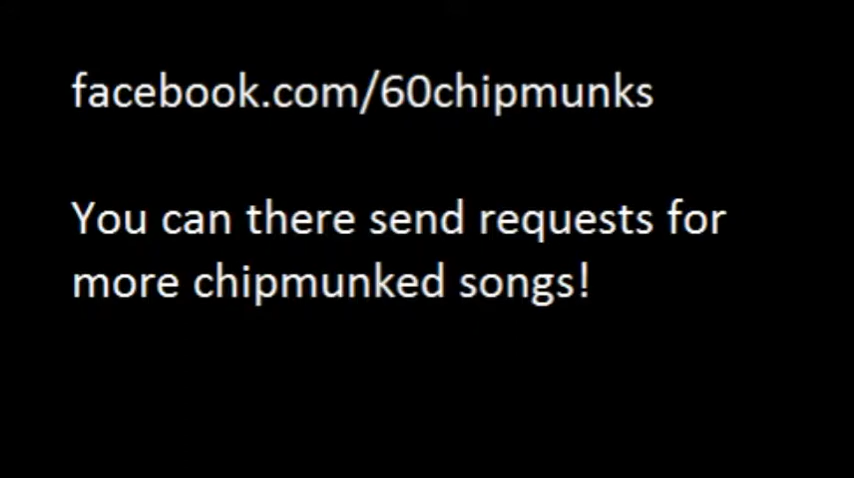 facebook.com/60chipmunks
You can there send requests for
more chipmunked songs!